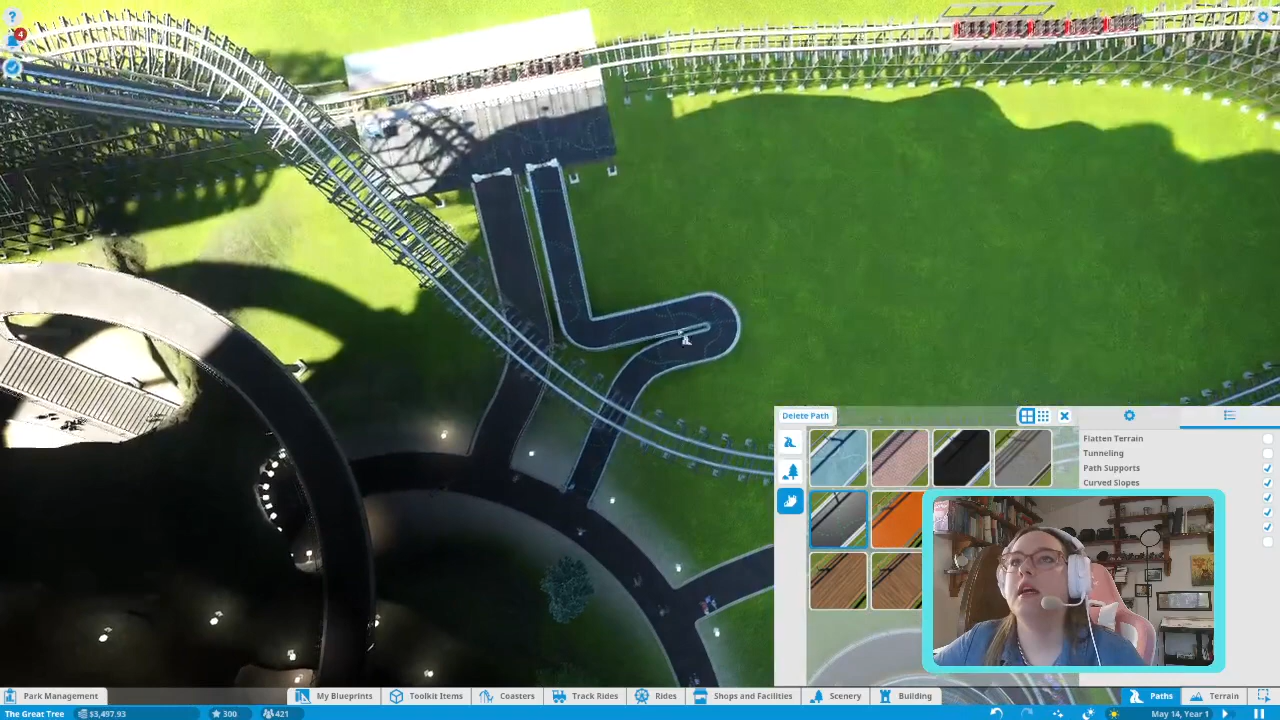 ?
4
Delete Path
Flatten Terrain
Tunneling
Path Supports
Curved Slopes
Park Management
My Blueprints
Toolkit Items
Coasters
Track Rides
Rides
Shops and Facilities
Scenery
Building
Paths
Terrain
The Great Tree
$3,497.93
300
421
May 14, Year 1